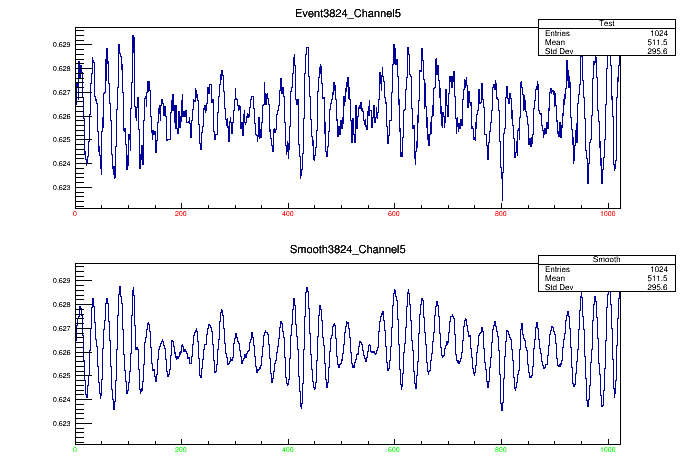 Event3824_Channel5
Test
Entries 1024
Mean 511.5
Std Dev 295.6
0.629
0.628
0.627
0.626
0.625
0.624
0.623
0 200 400 600 800 1000
Smooth3824_Channel5
Smooth
Entries 1024
Mean 511.5
Std Dev 295.6
0.629
0.628
0.627
0.626
0.625
0.624
0.623
0 200 400 600 800 1000